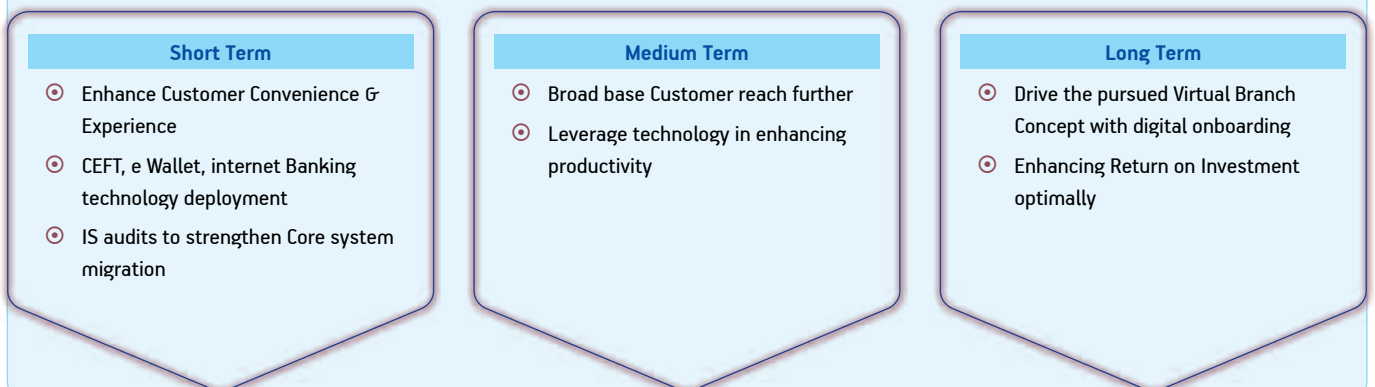 Short Term
Enhance Customer Convenience &
Experience
CEFT, e Wallet, internet Banking
technology deployment
IS audits to strengthen Core system
migration
Medium Term
Broad base Customer reach further
Leverage technology in enhancing
productivity
Long Term
Drive the pursued Virtual Branch
Concept with digital onboarding
Enhancing Return on Investment
optimally